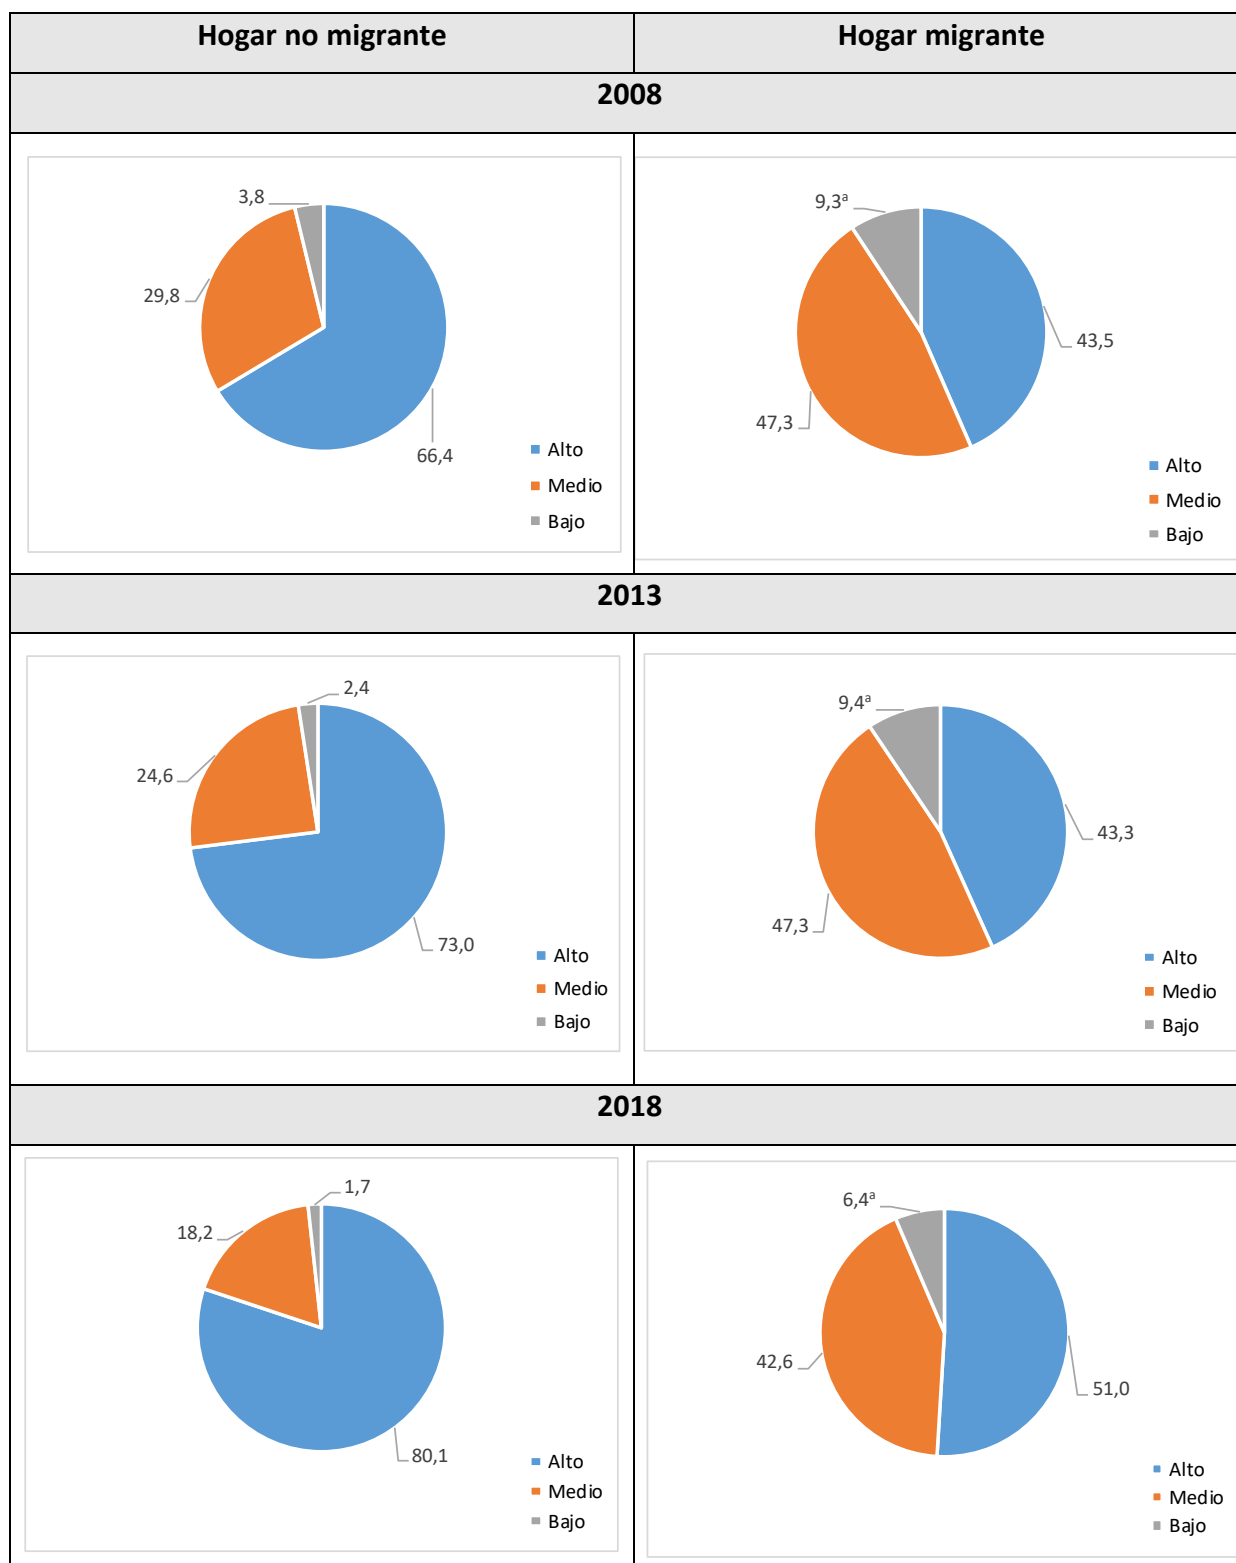 Hogar no migrante
Hogar migrante
2008
3,8
29,8
66,4
Alto
Medio
Bajo
9,3ª
43,5
47,3
Alto
Medio
Bajo
2013
2,4
24,6
73,0
Alto
Medio
Bajo
9,4ª
43,3
47,3
Alto
Medio
Bajo
2018
1,7
18,2
80,1
Alto
Medio
Bajo
6,4ª
42,6
51,0
Alto
Medio
Bajo